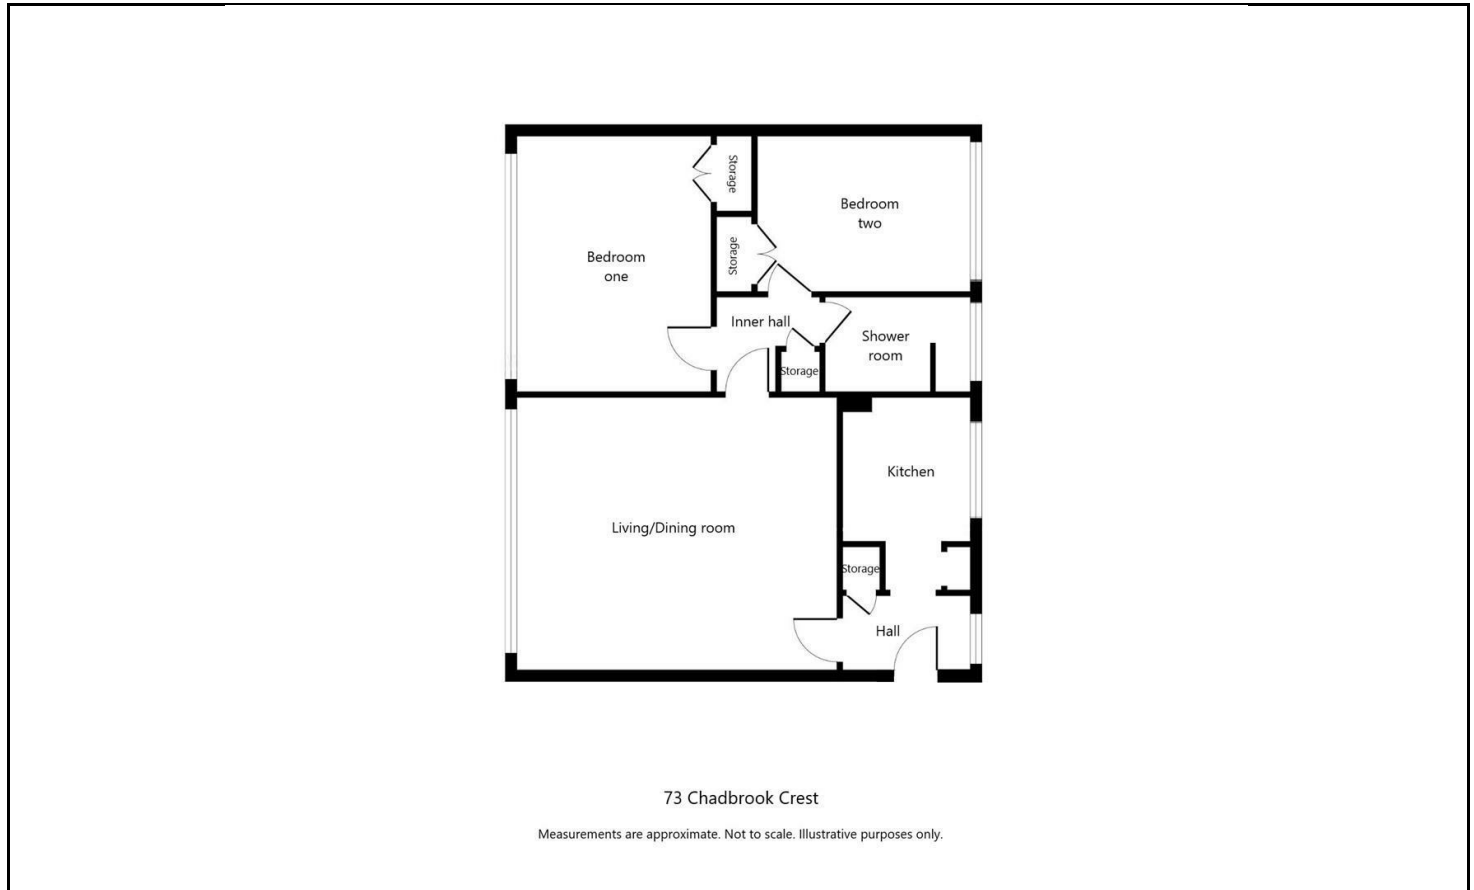 Storage
Bedroom
two
Storage
Bedroom
one
Inner hall
Shower
room
Storage
Kitchen
Living/Dining room
Storage
Hall
73 Chadbrook Crest
Measurements are approximate. Not to scale. Illustrative purposes only.